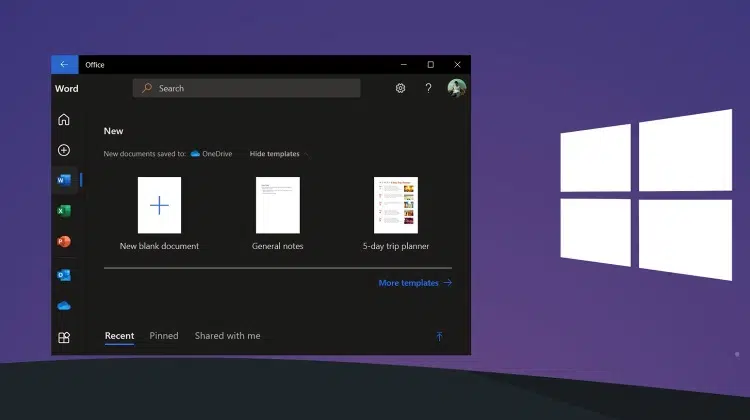 Office
Word
Search
New
New documents saved to: OneDrive Hide templates
New blank document
General notes
5-day trip planner
More templates
Recent Pinned Shared with me